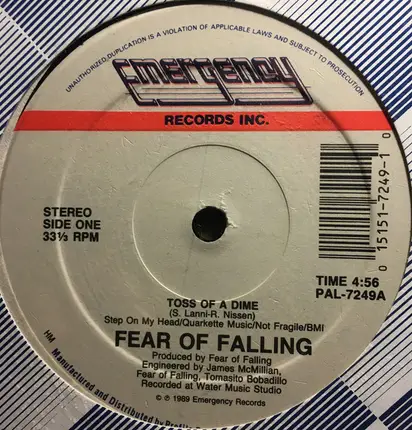 UNAUTHORIZED DUPLICATION IS A VIOLATION OF APPLICABLE LAWS AND SUBJECT TO PROSECUTION
Emergency
RECORDS INC.
STEREO
SIDE ONE
33⅓ RPM
0 15151-7249-1 0
TIME 4:56
PAL-7249A
TOSS OF A DIME
(S. Lanni-R. Nissen)
Step On My Head/Quarkette Music/Not Fragile/BMI
FEAR OF FALLING
Produced by Fear of Falling
Engineered by James McMillian,
Fear of Falling, Tomasito Bobadillo
Recorded at Water Music Studio
© ℗ 1989 Emergency Records
HM
Manufactured and Distributed by